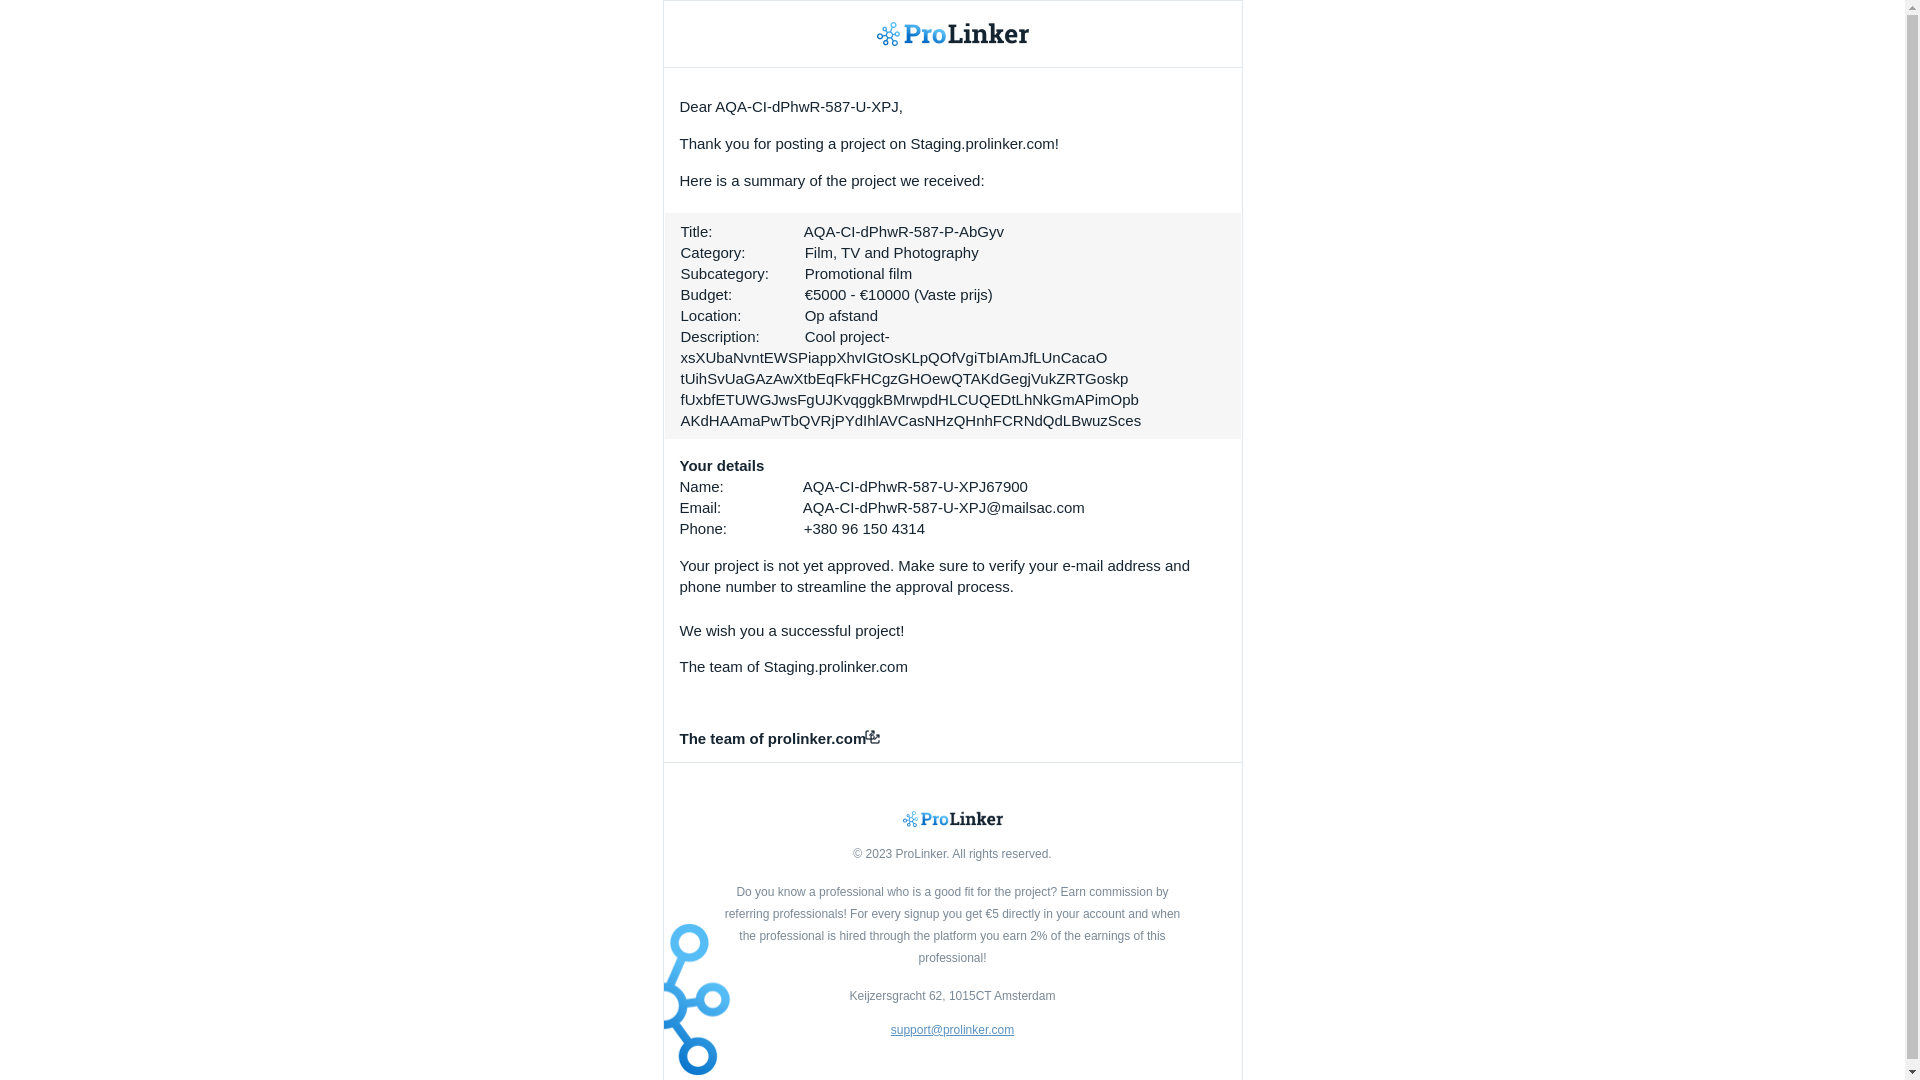 ProLinker
Dear AQA-CI-dPhwR-587-U-XPJ,
Thank you for posting a project on Staging.prolinker.com!
Here is a summary of the project we received:
Title: AQA-CI-dPhwR-587-P-AbGyv
Category: Film, TV and Photography
Subcategory: Promotional film
Budget: €5000 - €10000 (Vaste prijs)
Location: Op afstand
Description: Cool project-
xsXUbaNvntEWSPiappXhvIGtOsKLpQOfVgiTbIAmJfLUnCacaO
tUihSvUaGAzAwXtbEqFkFHCgzGHOewQTAKdGegjVukZRTGoskp
fUxbfETUWGJwsFgUJKvqggkBMrwpdHLCUQEDtLhNkGmAPimOpb
AKdHAAmaPwTbQVRjPYdIhlAVCasNHzQHnhFCRNdQdLBwuzSces
Your details
Name: AQA-CI-dPhwR-587-U-XPJ67900
Email: AQA-CI-dPhwR-587-U-XPJ@mailsac.com
Phone: +380 96 150 4314
Your project is not yet approved. Make sure to verify your e-mail address and
phone number to streamline the approval process.
We wish you a successful project!
The team of Staging.prolinker.com
The team of prolinker.com
ProLinker
© 2023 ProLinker. All rights reserved.
Do you know a professional who is a good fit for the project? Earn commission by
referring professionals! For every signup you get €5 directly in your account and when
the professional is hired through the platform you earn 2% of the earnings of this
professional!
Keijzersgracht 62, 1015CT Amsterdam
support@prolinker.com